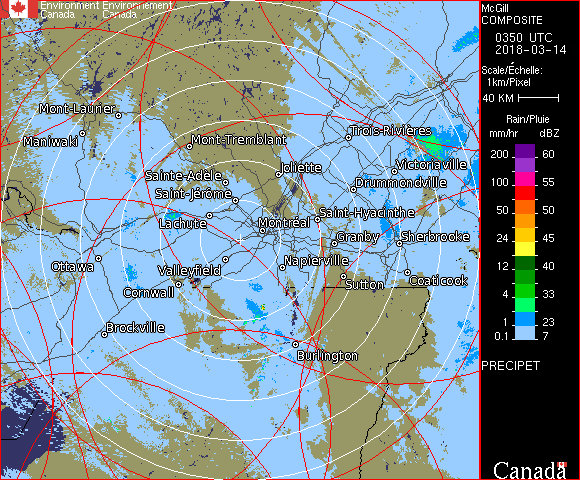 Environment Environnement
Canada Canada
McGill
COMPOSITE
0350 UTC
2018-03-14
Scale/Échelle:
1km/Pixel
40 KM
Rain/Pluie
mm/hr dBZ
200 60
100 55
50 50
24 45
12 40
4 33
1 23
0.1 7
PRECIPET
Canada
Mont-Laurier
Maniwaki
Mont-Tremblant
Trois-Rivières
Joliette
Victoriaville
Sainte-Adèle
Drummondville
Saint-Jérôme
Saint-Hyacinthe
Lachute
Montréal
Granby
Sherbrooke
Ottawa
Napierville
Valleyfield
Coaticook
Sutton
Cornwall
Brockville
Burlington